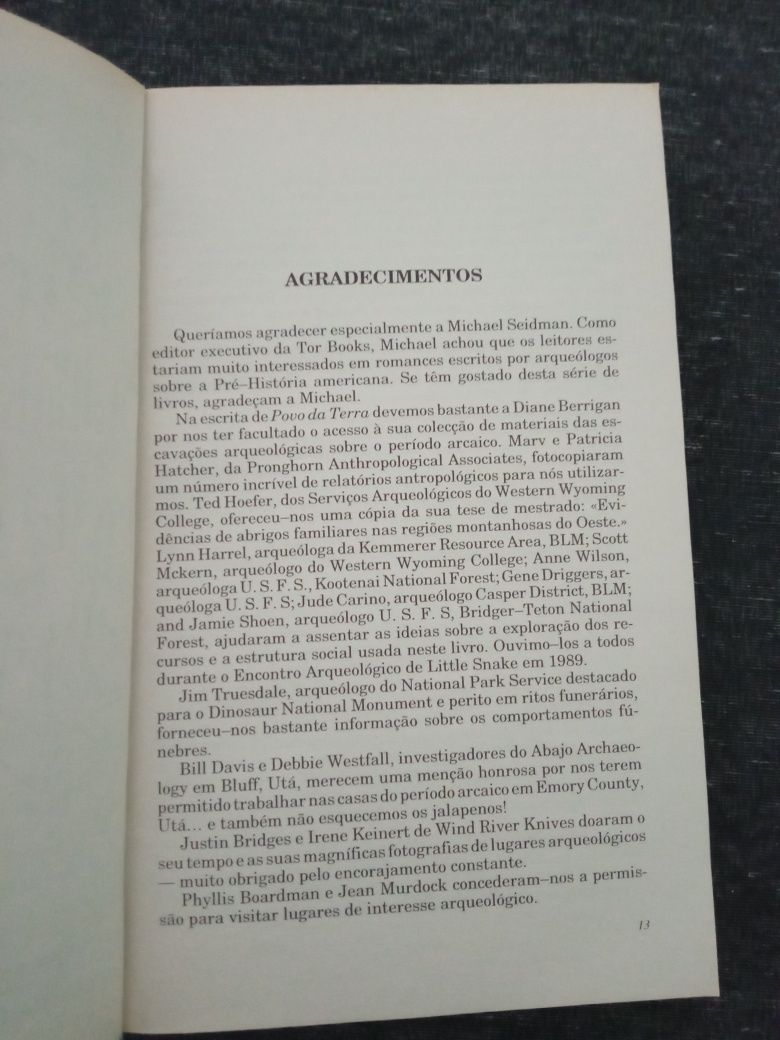 AGRADECIMENTOS
Queríamos agradecer especialmente a Michael Seidman. Como
editor executivo da Tor Books, Michael achou que os leitores es-
tariam muito interessados em romances escritos por arqueólogos
sobre a Pré–História americana. Se têm gostado desta série de
livros, agradeçam a Michael.
Na escrita de Povo da Terra devemos bastante a Diane Berrigan
por nos ter facultado o acesso à sua colecção de materiais das es-
cavações arqueológicas sobre o período arcaico. Marv e Patricia
Hatcher, da Pronghorn Anthropological Associates, fotocopiaram
um número incrível de relatórios antropológicos para nós utilizar-
mos. Ted Hoefer, dos Serviços Arqueológicos do Western Wyoming
College, ofereceu–nos uma cópia da sua tese de mestrado: «Evi-
dências de abrigos familiares nas regiões montanhosas do Oeste.»
Lynn Harrel, arqueóloga da Kemmerer Resource Area, BLM; Scott
Mckern, arqueólogo do Western Wyoming College; Anne Wilson,
arqueóloga U. S. F. S., Kootenai National Forest; Gene Driggers, ar-
queóloga U. S. F. S; Jude Carino, arqueólogo Casper District, BLM;
and Jamie Shoen, arqueólogo U. S. F. S, Bridger–Teton National
Forest, ajudaram a assentar as ideias sobre a exploração dos re-
cursos e a estrutura social usada neste livro. Ouvimo–los a todos
durante o Encontro Arqueológico de Little Snake em 1989.
Jim Truesdale, arqueólogo do National Park Service destacado
para o Dinosaur National Monument e perito em ritos funerários,
forneceu–nos bastante informação sobre os comportamentos fú-
nebres.
Bill Davis e Debbie Westfall, investigadores do Abajo Archaeo-
logy em Bluff, Utá, merecem uma menção honrosa por nos terem
permitido trabalhar nas casas do período arcaico em Emory County,
Utá... e também não esquecemos os jalapenos!
Justin Bridges e Irene Keinert de Wind River Knives doaram o
seu tempo e as suas magníficas fotografias de lugares arqueológicos
— muito obrigado pelo encorajamento constante.
Phyllis Boardman e Jean Murdock concederam–nos a permis-
são para visitar lugares de interesse arqueológico.
13